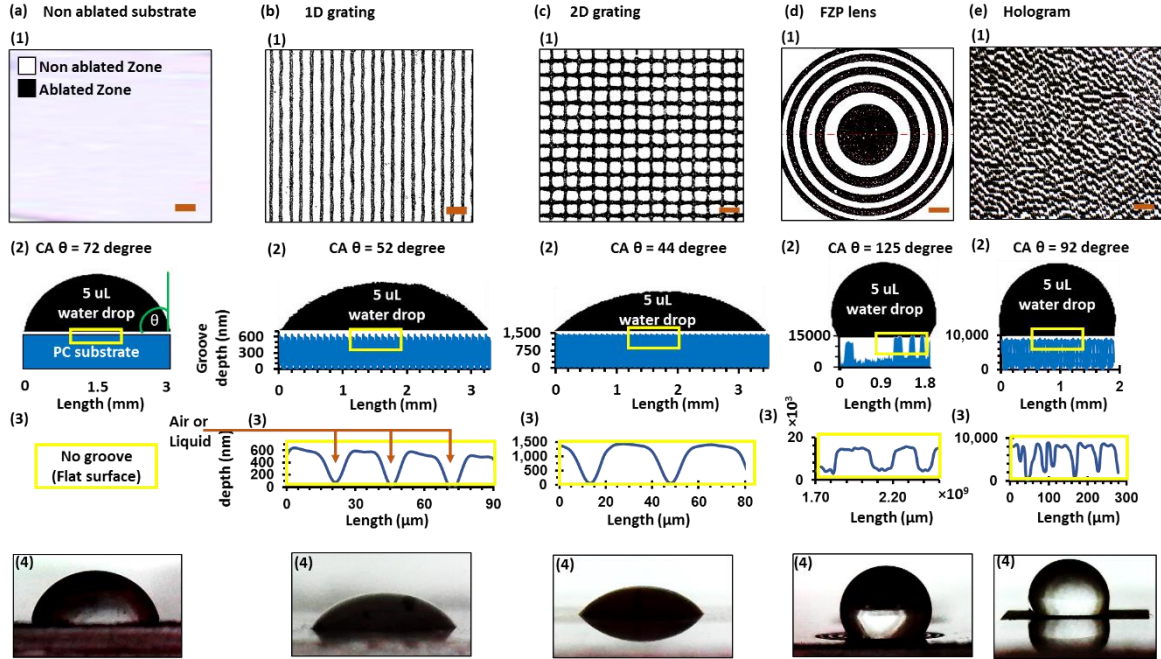 (a) Non ablated substrate
(b) 1D grating
(c) 2D grating
(d) FZP lens
(e) Hologram
(1)
(1)
(1)
(1)
(1)
Non ablated Zone
Ablated Zone
(2) CA θ = 72 degree
(2) CA θ = 52 degree
(2) CA θ = 44 degree
(2) CA θ = 125 degree
(2) CA θ = 92 degree
5 uL
water drop
θ
PC substrate
0 1.5 3
Length (mm)
5 uL
water drop
Groove
depth (nm)
600
300
0
0 1 2 3
Length (mm)
5 uL
water drop
1,500
750
0
0 1 2 3
Length (mm)
5 uL
water drop
15000
0
0 0.9 1.8
Length (mm)
5 uL
water drop
10,000
0
0 2
Length (mm)
(3)
No groove
(Flat surface)
Air or
Liquid
(3)
depth (nm)
600
400
200
0
0 30 60 90
Length (μm)
1,500
1,000
500
0
0 20 40 60 80
Length (μm)
(3)
×10³
20
0
1.70 2.20
×10⁹
Length (μm)
(3)
10,000
0
0 100 200 300
Length (μm)
(4)
(4)
(4)
(4)
(4)